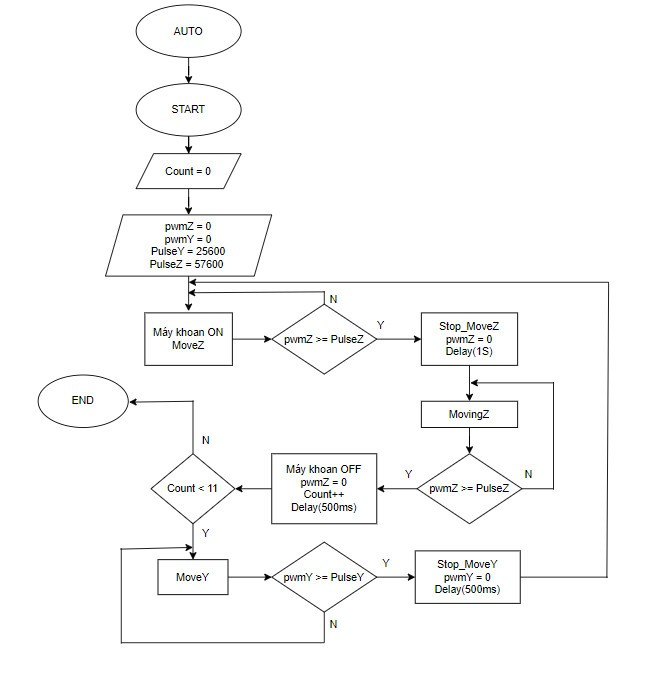 AUTO
START
Count = 0
pwmZ = 0
pwmY = 0
PulseY = 25600
PulseZ = 57600
N
Máy khoan ON
MoveZ
pwmZ >= PulseZ
Y
Stop_MoveZ
pwmZ = 0
Delay(1S)
MovingZ
pwmZ >= PulseZ
N
Y
Máy khoan OFF
pwmZ = 0
Count++
Delay(500ms)
Count < 11
N
END
Y
MoveY
pwmY >= PulseY
Y
N
Stop_MoveY
pwmY = 0
Delay(500ms)